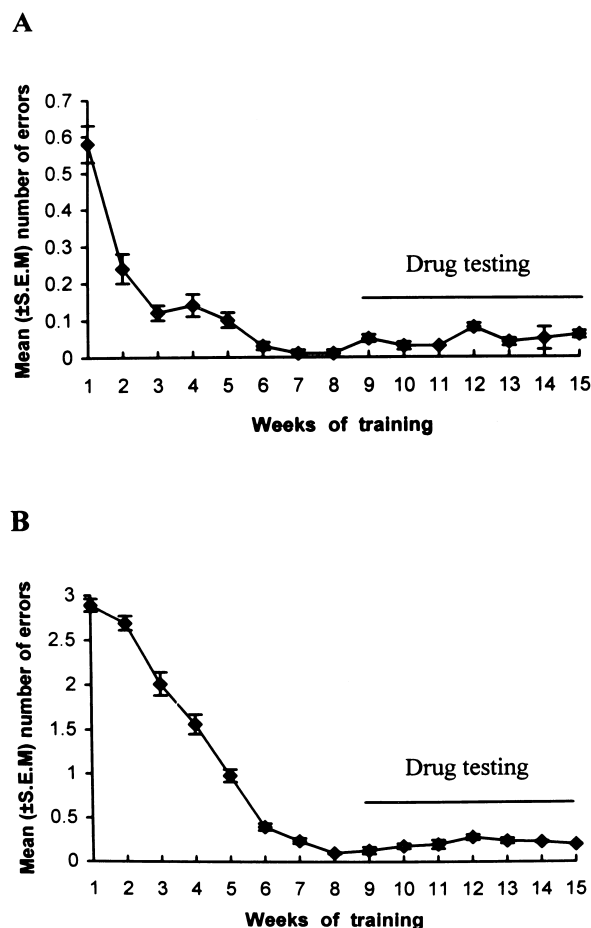 A
Mean (±S.E.M) number of errors
0.7
0.6
0.5
0.4
0.3
0.2
0.1
0
Drug testing
1 2 3 4 5 6 7 8 9 10 11 12 13 14 15
Weeks of training
B
Mean (±S.E.M) number of errors
3
2.5
2
1.5
1
0.5
0
Drug testing
1 2 3 4 5 6 7 8 9 10 11 12 13 14 15
Weeks of training